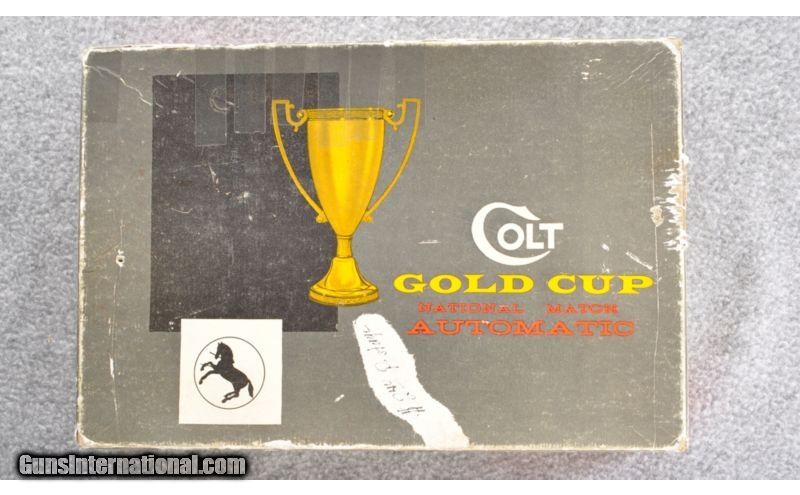 COLT
GOLD CUP
NATIONAL MATCH
AUTOMATIC
GunsInternational.com